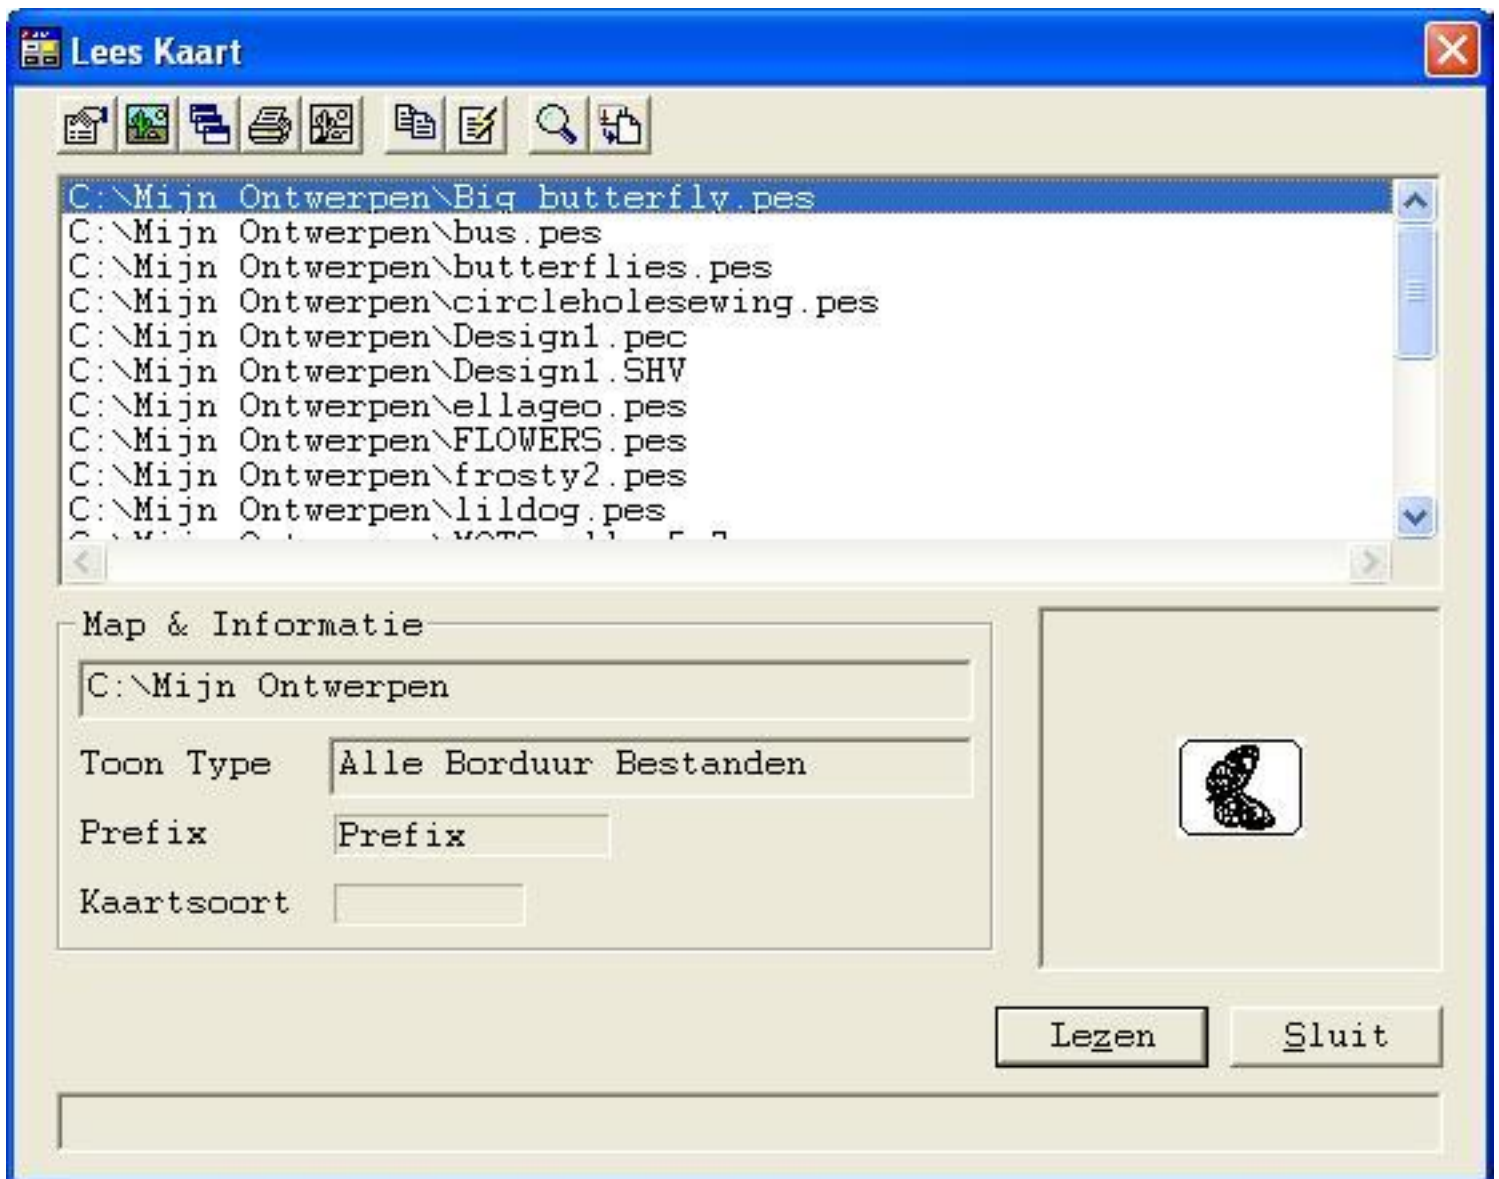 Lees Kaart
C:\Mijn Ontwerpen\Big butterfly.pes
C:\Mijn Ontwerpen\bus.pes
C:\Mijn Ontwerpen\butterflies.pes
C:\Mijn Ontwerpen\circleholesewing.pes
C:\Mijn Ontwerpen\Design1.pec
C:\Mijn Ontwerpen\Design1.SHV
C:\Mijn Ontwerpen\ellageo.pes
C:\Mijn Ontwerpen\FLOWERS.pes
C:\Mijn Ontwerpen\frosty2.pes
C:\Mijn Ontwerpen\lildog.pes
Map & Informatie
C:\Mijn Ontwerpen
Toon Type Alle Borduur Bestanden
Prefix Prefix
Kaartsoort
Lezen Sluit